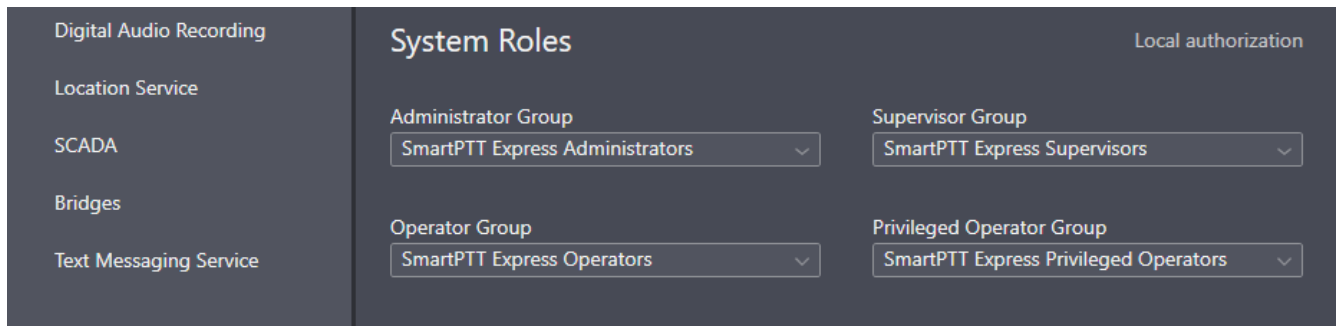 Digital Audio Recording
Location Service
SCADA
Bridges
Text Messaging Service
System Roles
Local authorization
Administrator Group
SmartPTT Express Administrators
Supervisor Group
SmartPTT Express Supervisors
Operator Group
SmartPTT Express Operators
Privileged Operator Group
SmartPTT Express Privileged Operators